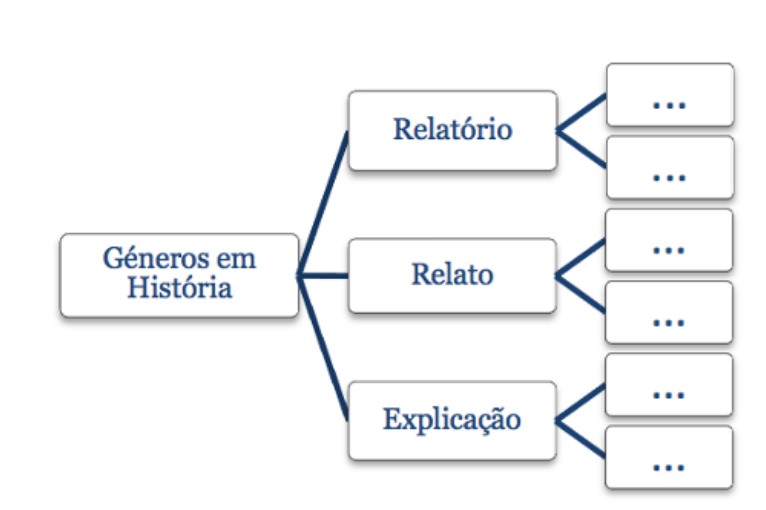 Géneros em
História
Relatório
...
...
Relato
...
...
Explicação
...
...